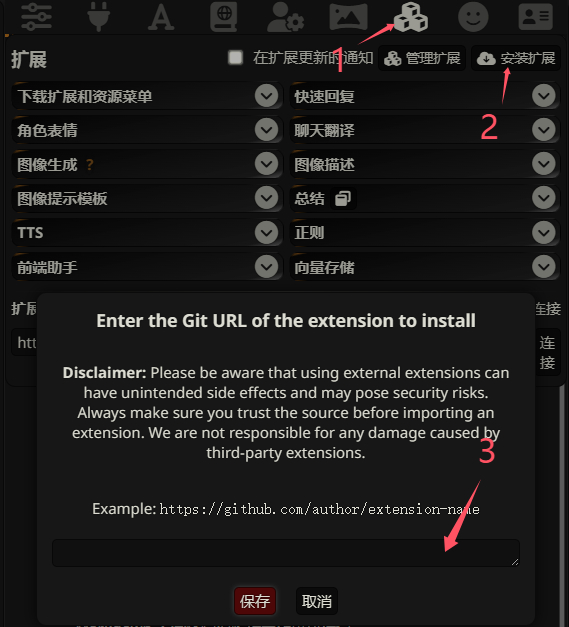 1
扩展
在扩展更新的通知
管理扩展
安装扩展
2
下载扩展和资源菜单
快速回复
角色表情
聊天翻译
图像生成 ?
图像描述
图像提示模板
总结
TTS
正则
前端助手
向量存储
扩展
连接
htt
连接
Enter the Git URL of the extension to install
Disclaimer: Please be aware that using external extensions can
have unintended side effects and may pose security risks.
Always make sure you trust the source before importing an
extension. We are not responsible for any damage caused by
third-party extensions.
3
Example: https://github.com/author/extension-name
保存
取消